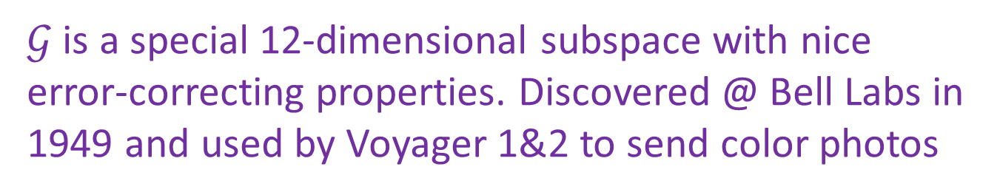 𝒢 is a special 12-dimensional subspace with nice
error-correcting properties. Discovered @ Bell Labs in
1949 and used by Voyager 1&2 to send color photos